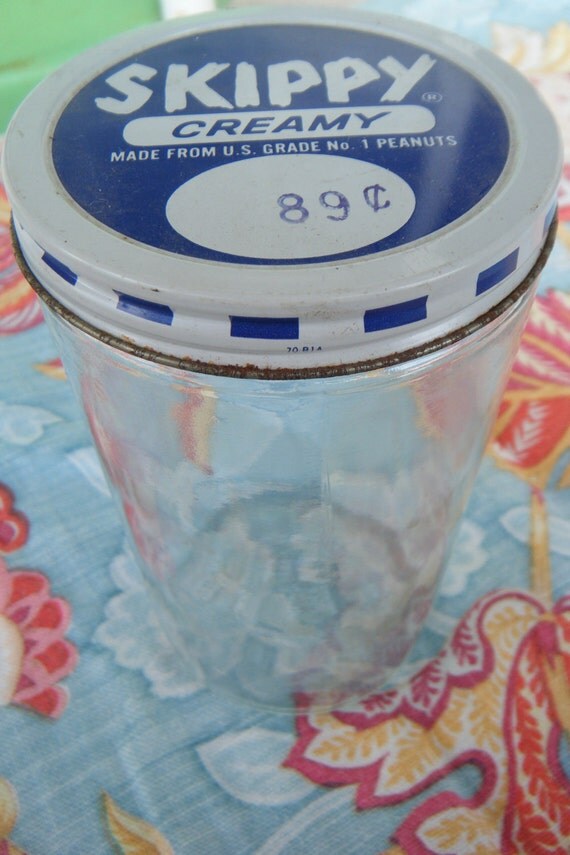 SKIPPY®
CREAMY
MADE FROM U.S. GRADE No. 1 PEANUTS
89¢